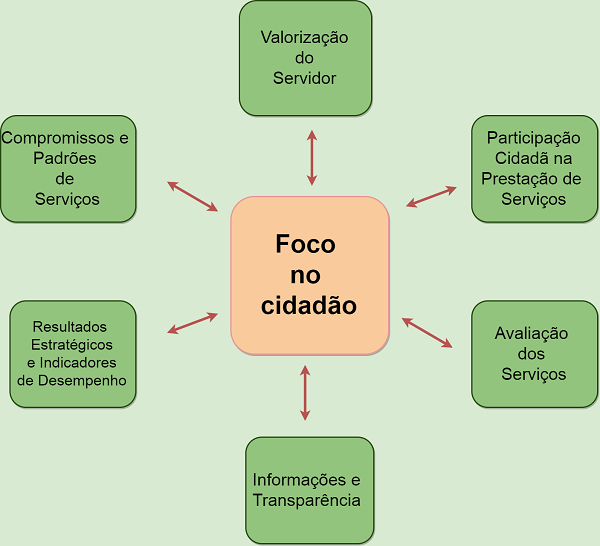 Valorização
do
Servidor
Compromissos e
Padrões
de
Serviços
Participação
Cidadã na
Prestação de
Serviços
Foco
no
cidadão
Resultados
Estratégicos
e Indicadores
de Desempenho
Avaliação
dos
Serviços
Informações e
Transparência